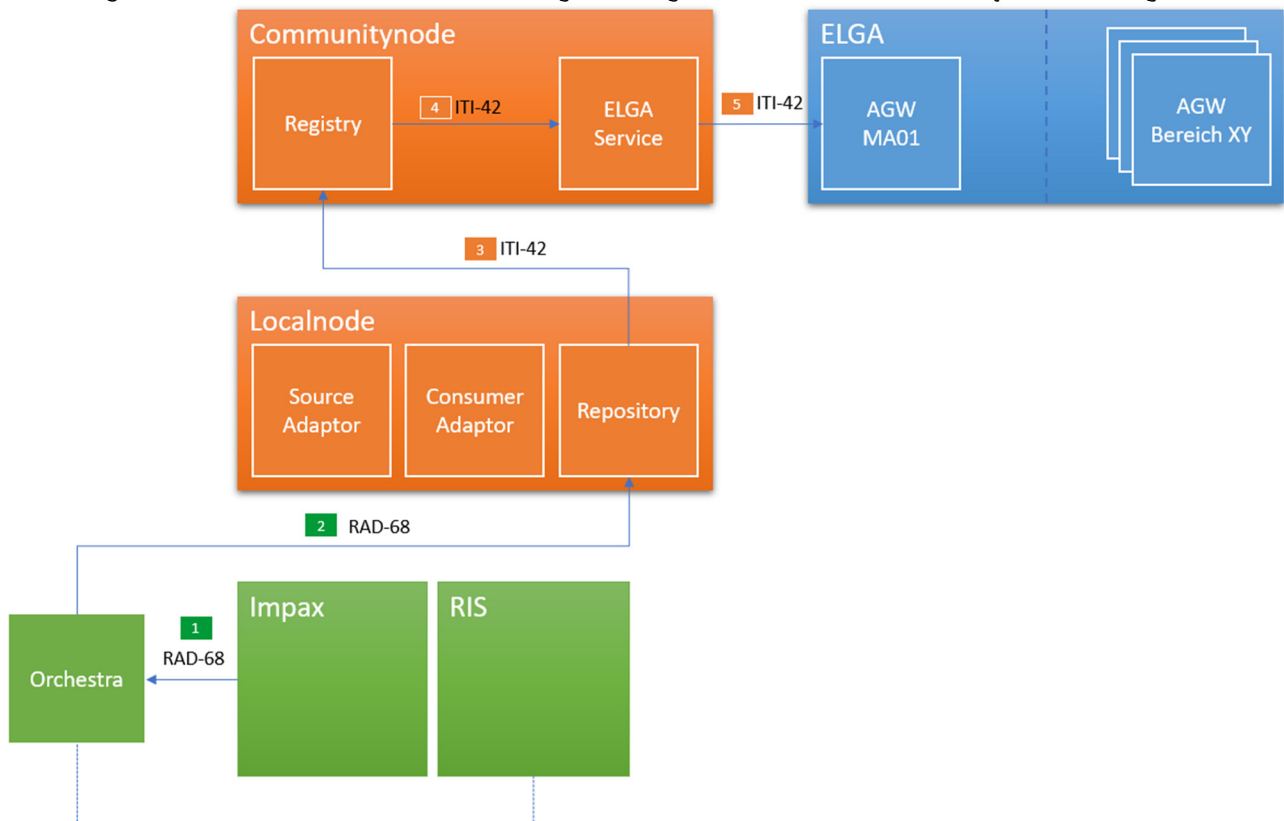 Communitynode
ELGA
Registry
4 ITI-42
ELGA
Service
5 ITI-42
AGW
MA01
AGW
Bereich XY
3 ITI-42
Localnode
Source
Adaptor
Consumer
Adaptor
Repository
2 RAD-68
Impax
RIS
1
RAD-68
Orchestra